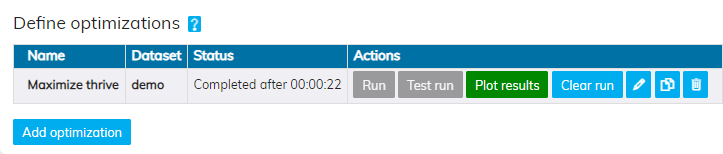 Define optimizations ?
Name Dataset Status Actions
Maximize thrive demo Completed after 00:00:22 Run Test run Plot results Clear run
Add optimization